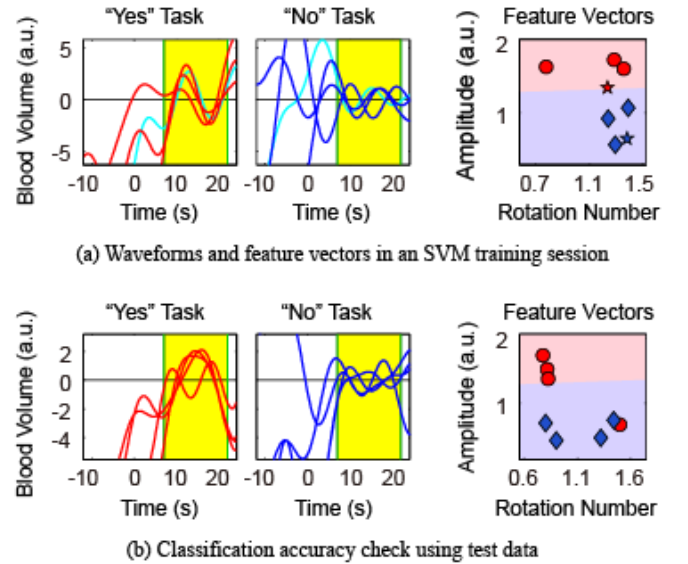 “Yes” Task “No” Task Feature Vectors
Blood Volume (a.u.)
5
0
-5
-10 0 10 20
Time (s)
-10 0 10 20
Time (s)
Amplitude (a.u.)
2
1
0.7 1.1 1.5
Rotation Number
(a) Waveforms and feature vectors in an SVM training session
“Yes” Task “No” Task Feature Vectors
Blood Volume (a.u.)
2
0
-2
-4
-10 0 10 20
Time (s)
-10 0 10 20
Time (s)
Amplitude (a.u.)
2
1
0.6 1.1 1.6
Rotation Number
(b) Classification accuracy check using test data